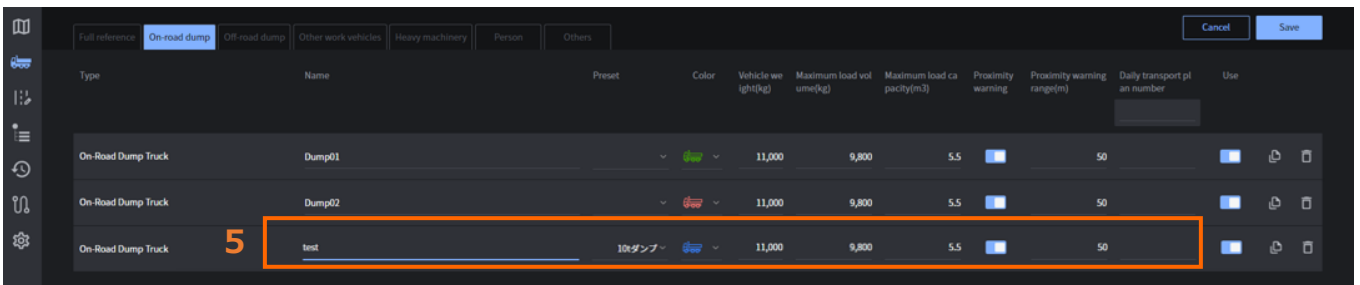 Cancel Save
Full reference On-road dump Off-road dump Other work vehicles Heavy machinery Person Others
Type Name Preset Color Vehicle we Maximum load vol Maximum load ca Proximity Proximity warning Daily transport pl Use
ight(kg) ume(kg) pacity(m3) warning range(m) an number
On-Road Dump Truck Dump01 11,000 9,800 5.5 50
On-Road Dump Truck Dump02 11,000 9,800 5.5 50
On-Road Dump Truck 5 test 10tダンプ 11,000 9,800 5.5 50